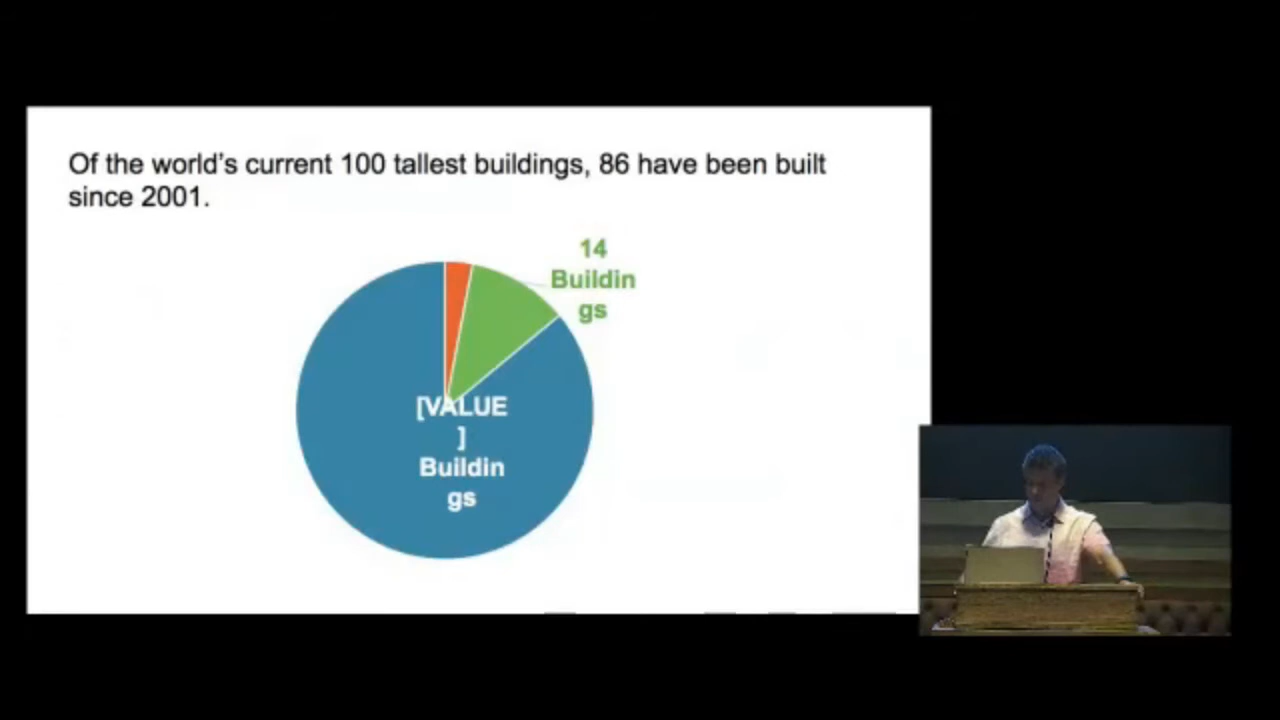 Of the world's current 100 tallest buildings, 86 have been built
since 2001.
14
Buildin
gs
[VALUE
]
Buildin
gs